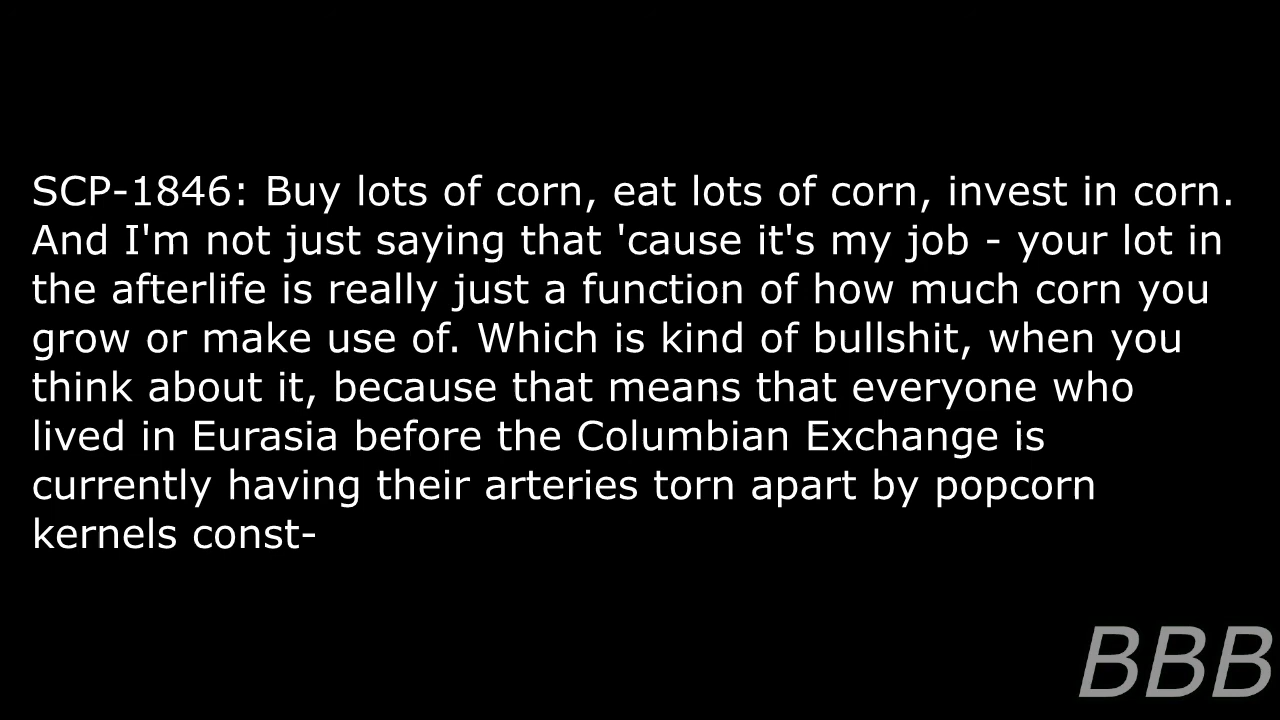 SCP-1846: Buy lots of corn, eat lots of corn, invest in corn.
And I'm not just saying that 'cause it's my job - your lot in
the afterlife is really just a function of how much corn you
grow or make use of. Which is kind of bullshit, when you
think about it, because that means that everyone who
lived in Eurasia before the Columbian Exchange is
currently having their arteries torn apart by popcorn
kernels const-
BBB